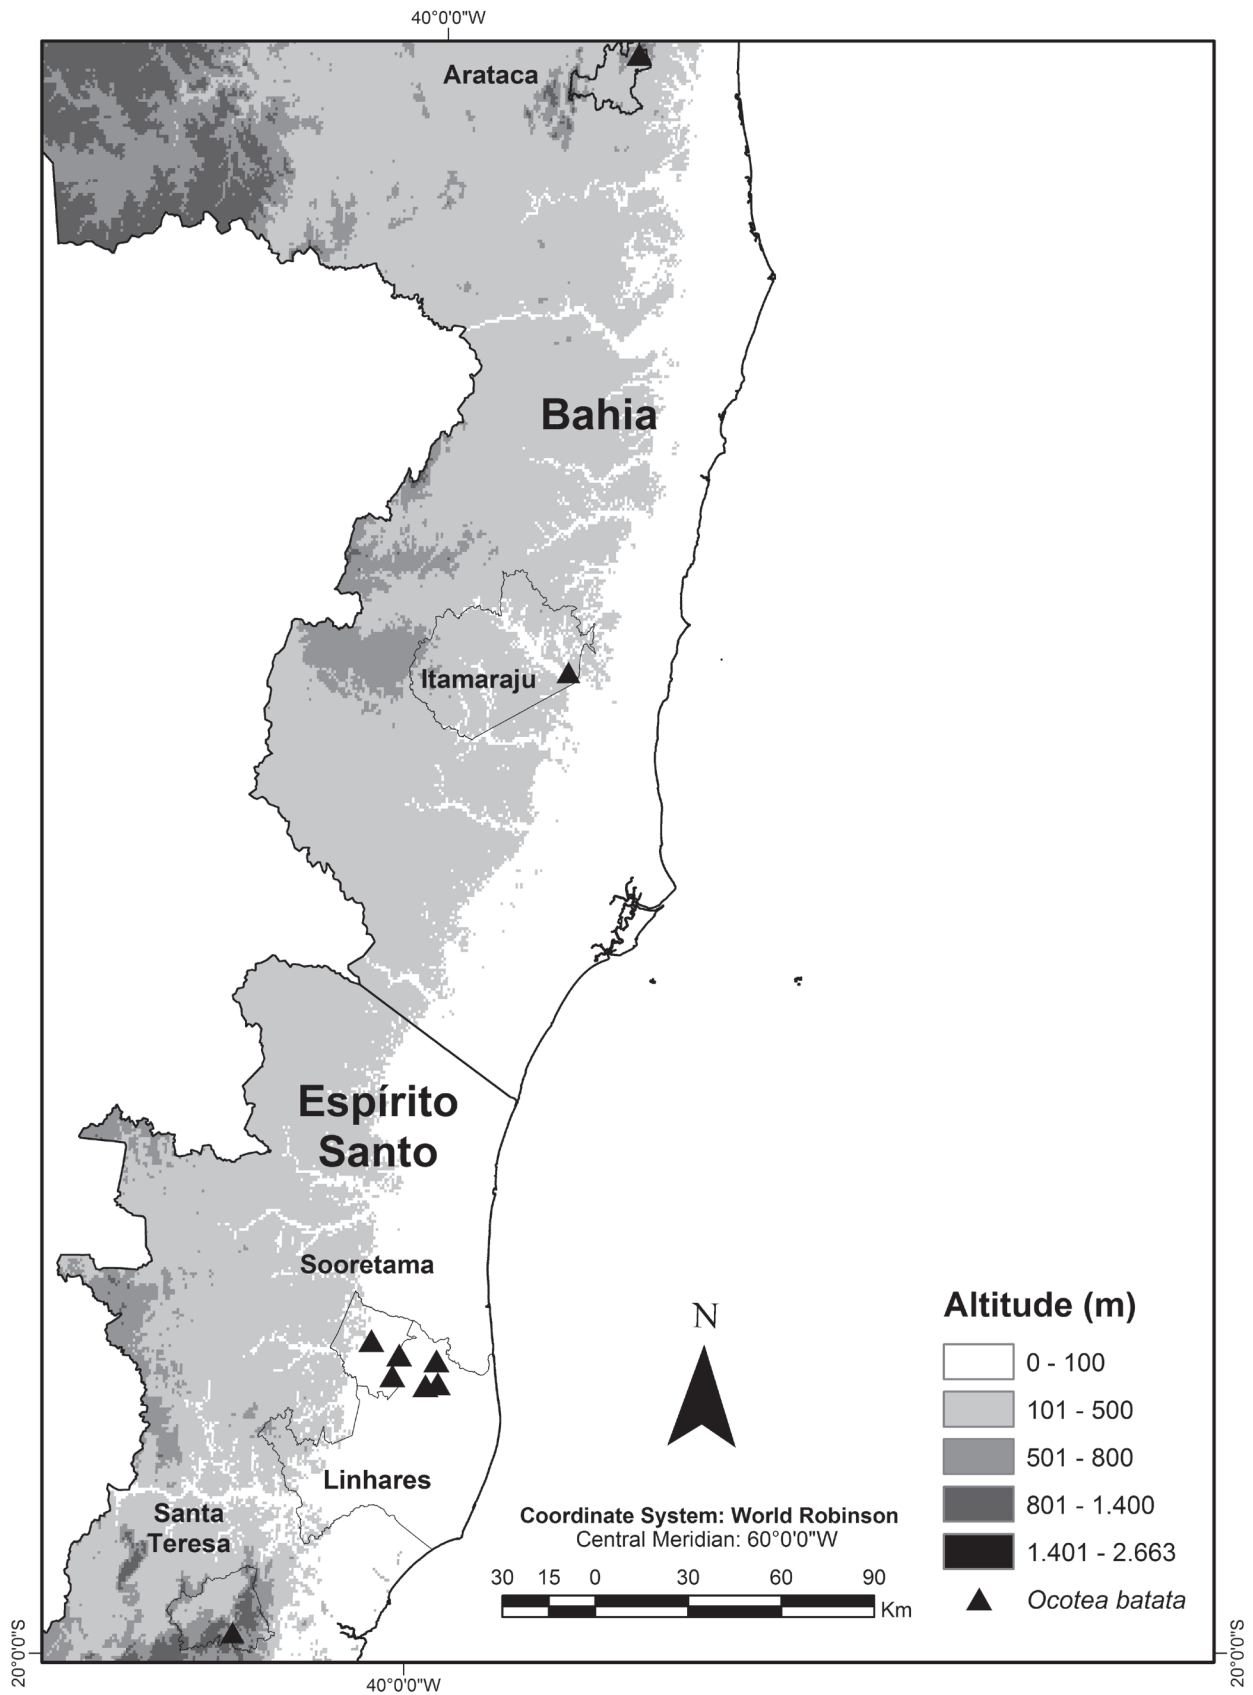 40°0'0"W
Arataca
Bahia
Itamaraju
Espírito
Santo
Sooretama
Linhares
Santa
Teresa
N
Altitude (m)
0 - 100
101 - 500
501 - 800
801 - 1.400
1.401 - 2.663
Ocotea batata
Coordinate System: World Robinson
Central Meridian: 60°0'0"W
30 15 0 30 60 90
Km
20°0'0"S
20°0'0"S
40°0'0"W